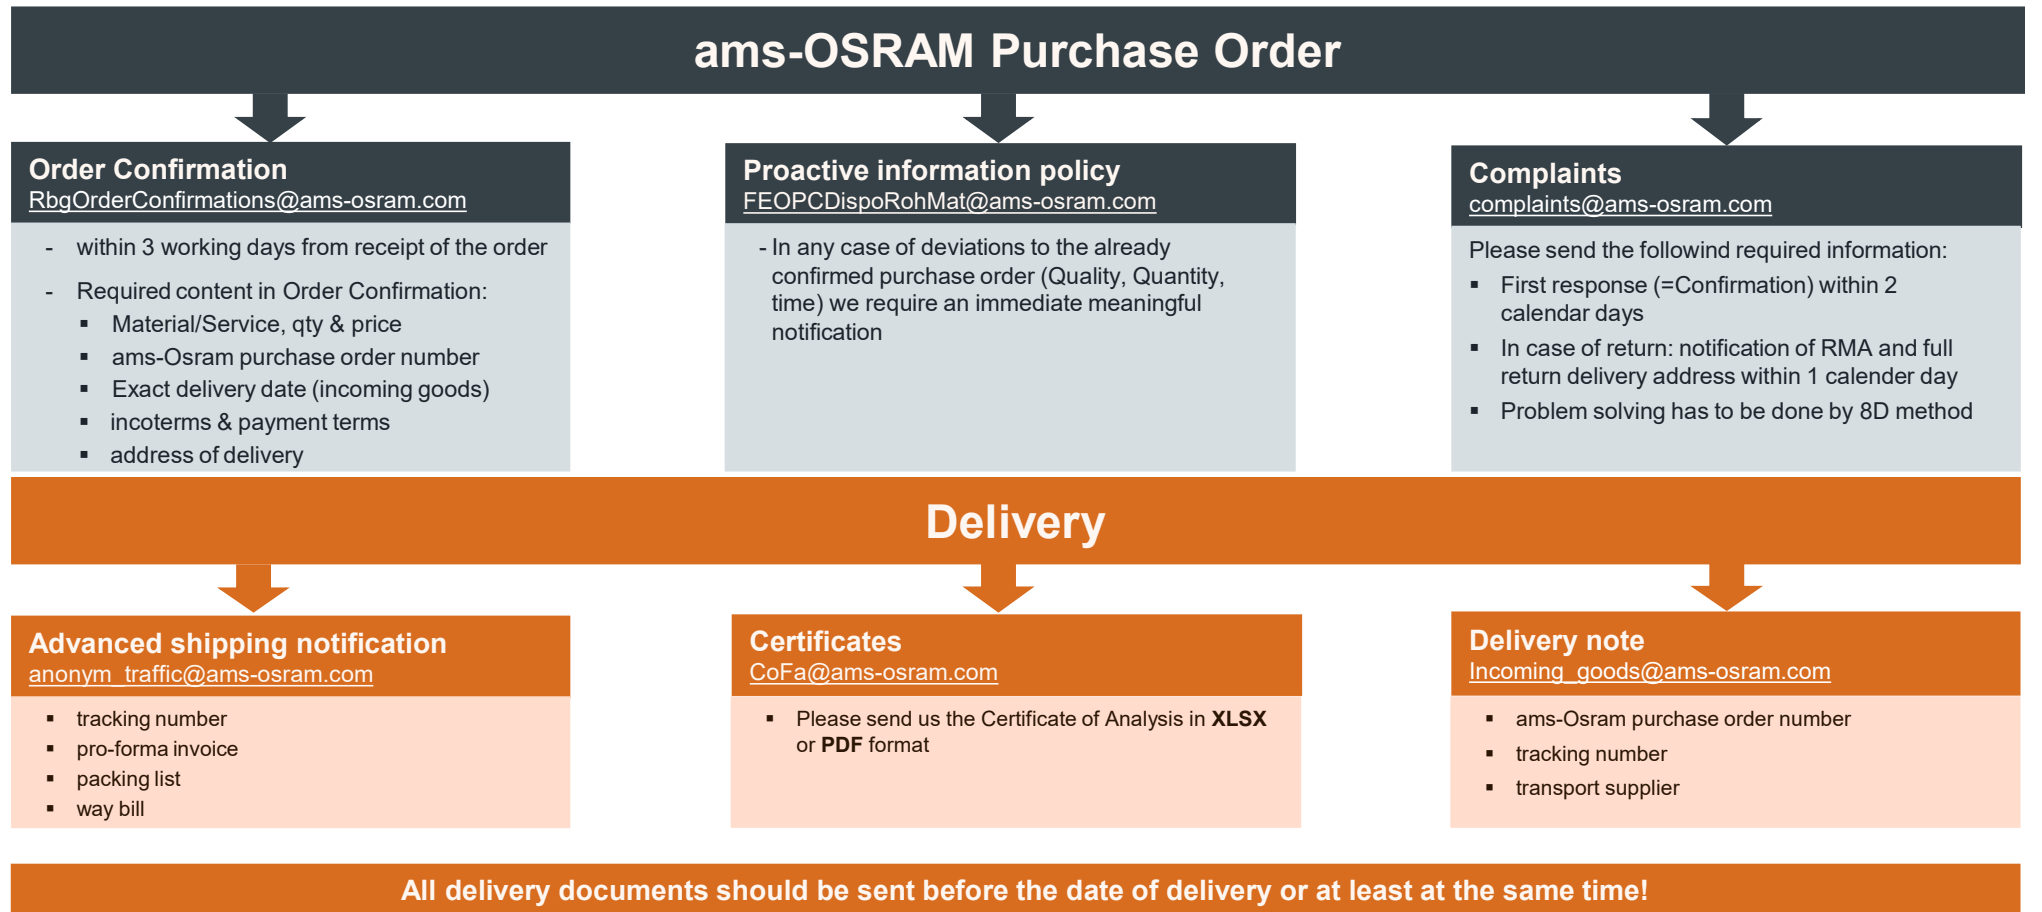 ams-OSRAM Purchase Order
Order Confirmation
RbgOrderConfirmations@ams-osram.com
- within 3 working days from receipt of the order
- Required content in Order Confirmation:
▪ Material/Service, qty & price
▪ ams-Osram purchase order number
▪ Exact delivery date (incoming goods)
▪ incoterms & payment terms
▪ address of delivery
Proactive information policy
FEOPCDispoRohMat@ams-osram.com
- In any case of deviations to the already
confirmed purchase order (Quality, Quantity,
time) we require an immediate meaningful
notification
Complaints
complaints@ams-osram.com
Please send the followind required information:
▪ First response (=Confirmation) within 2
calendar days
▪ In case of return: notification of RMA and full
return delivery address within 1 calender day
▪ Problem solving has to be done by 8D method
Delivery
Advanced shipping notification
anonym_traffic@ams-osram.com
▪ tracking number
▪ pro-forma invoice
▪ packing list
▪ way bill
Certificates
CoFa@ams-osram.com
▪ Please send us the Certificate of Analysis in XLSX
or PDF format
Delivery note
Incoming_goods@ams-osram.com
▪ ams-Osram purchase order number
▪ tracking number
▪ transport supplier
All delivery documents should be sent before the date of delivery or at least at the same time!